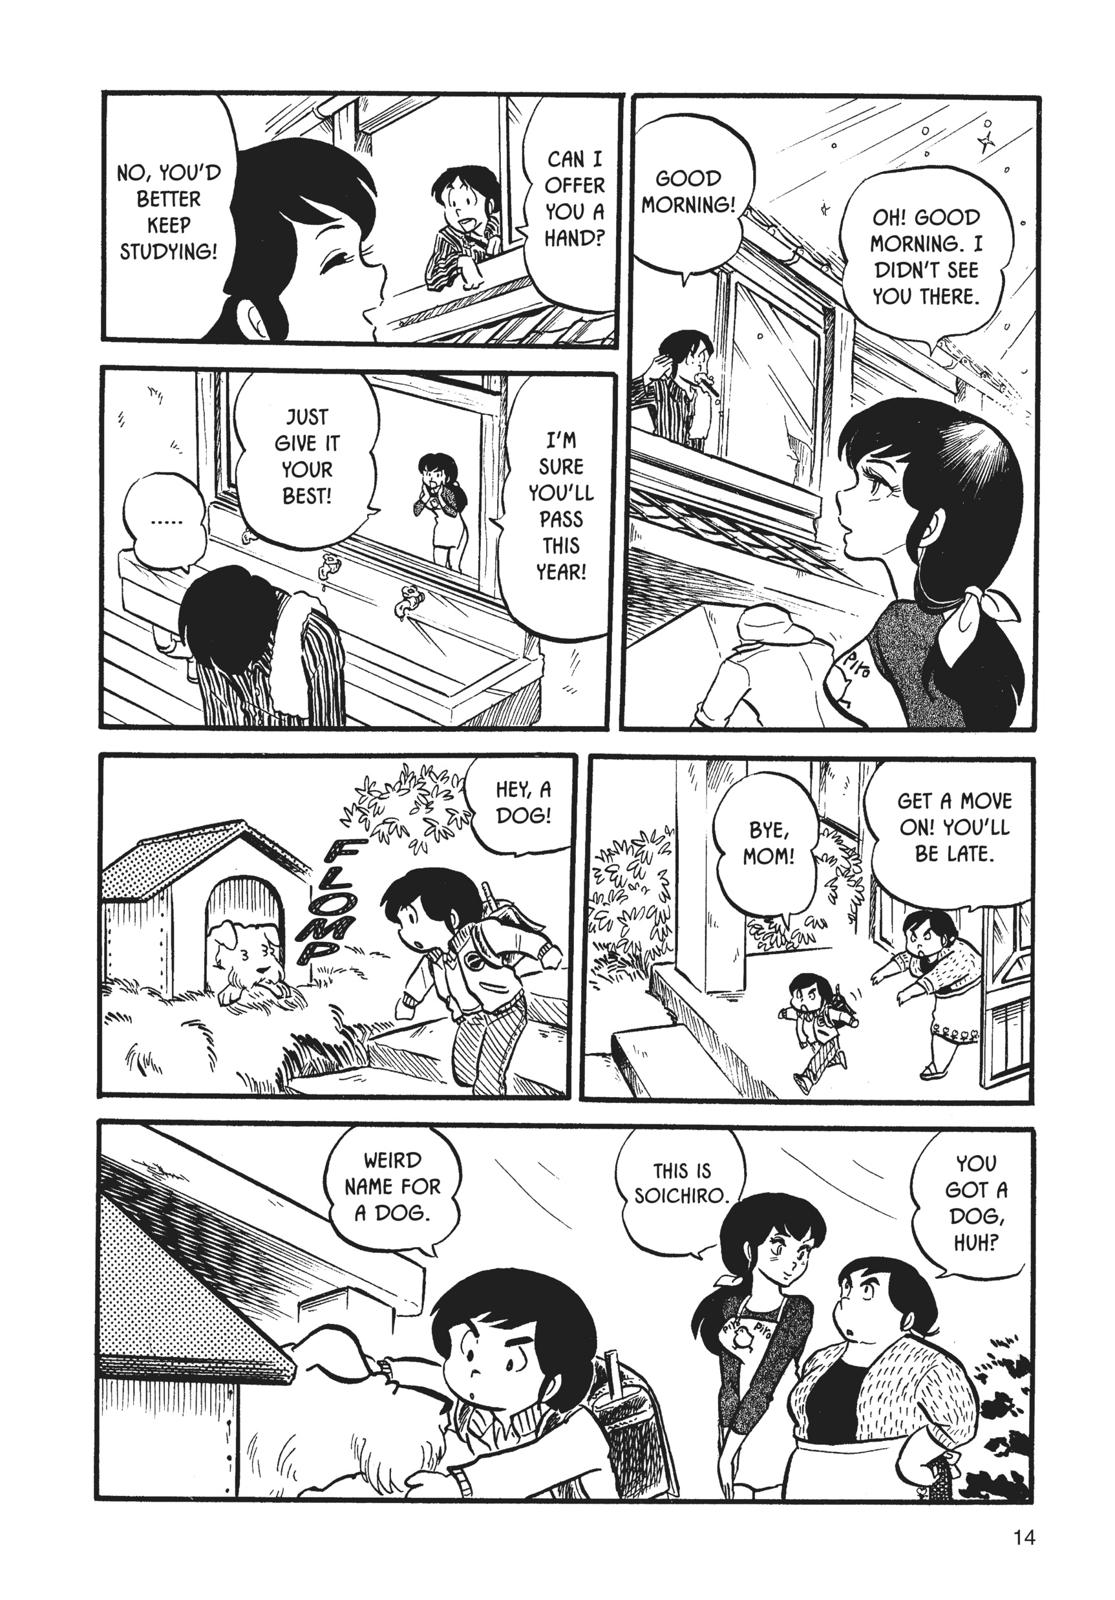 GOOD
MORNING!
OH! GOOD
MORNING. I
DIDN'T SEE
YOU THERE.
Piyo
CAN I
OFFER
YOU A
HAND?
NO, YOU'D
BETTER
KEEP
STUDYING!
I'M
SURE
YOU'LL
PASS
THIS
YEAR!
JUST
GIVE IT
YOUR
BEST!
.....
GET A MOVE
ON! YOU'LL
BE LATE.
BYE,
MOM!
HEY, A
DOG!
FLOMP
YOU
GOT A
DOG,
HUH?
THIS IS
SOICHIRO.
PiYo PiYo
WEIRD
NAME FOR
A DOG.
14